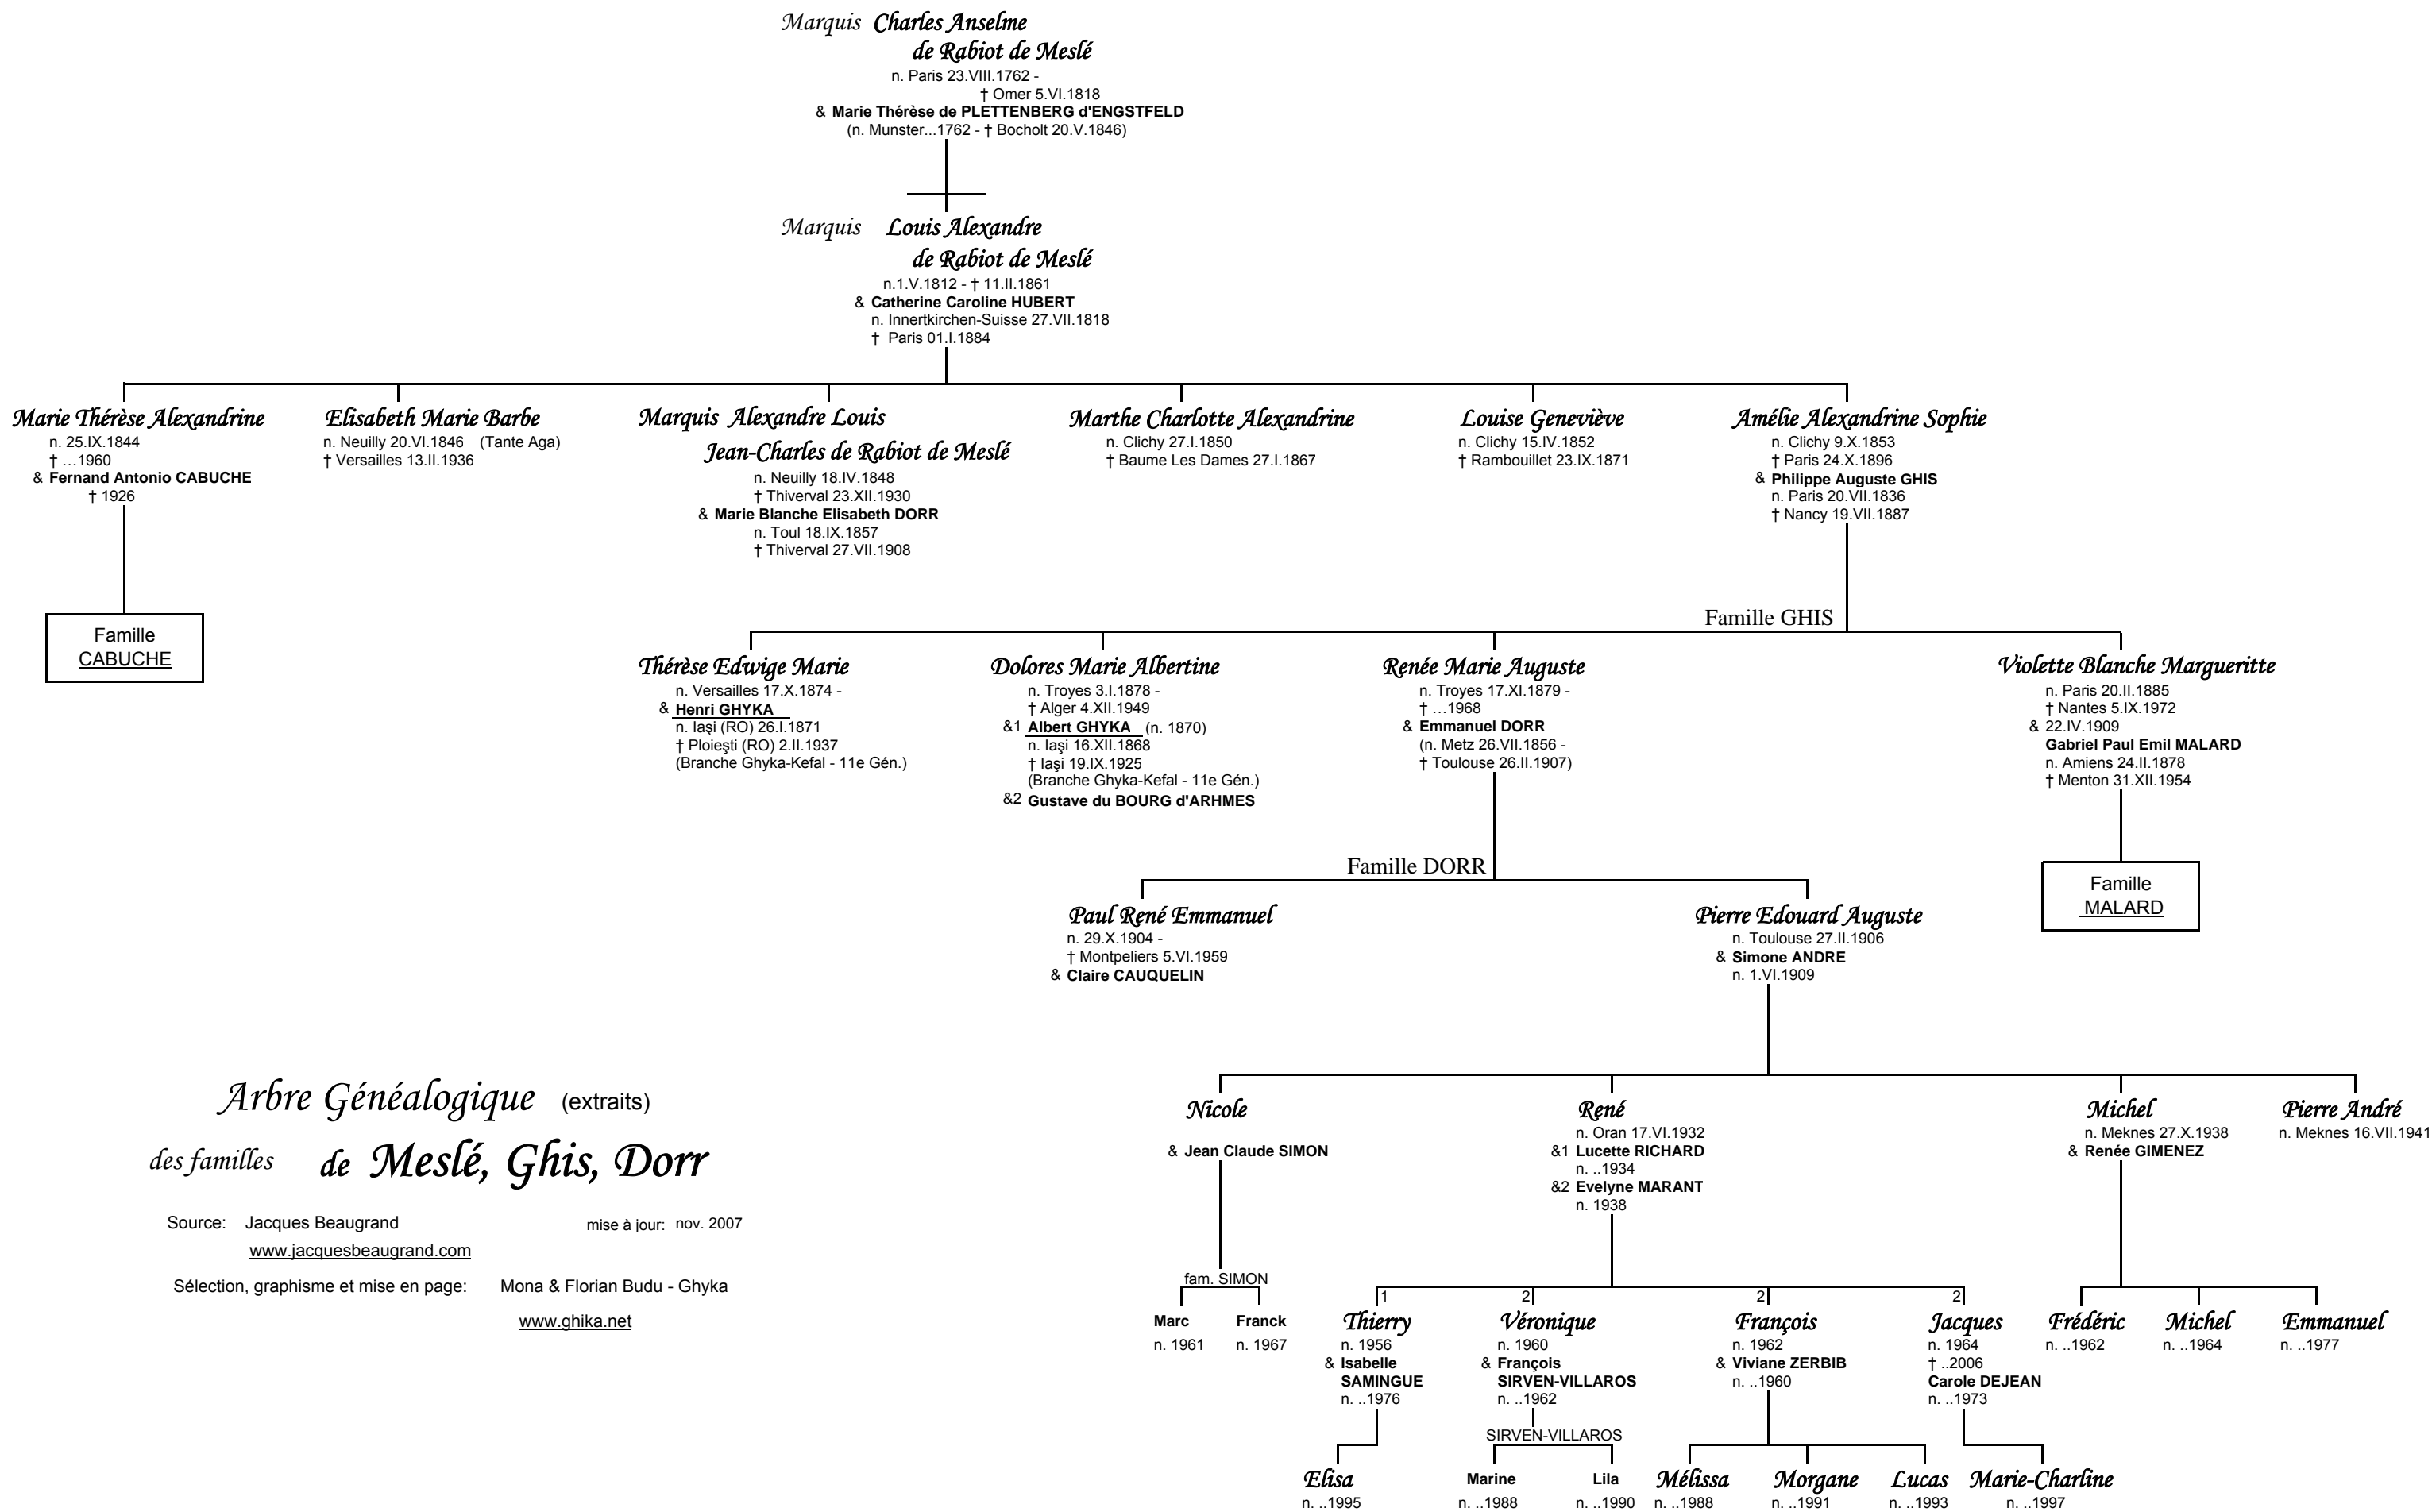 Marquis Charles Anselme
de Rabiot de Meslé
n. Paris 23.VIII.1762 -
† Omer 5.VI.1818
& Marie Thérèse de PLETTENBERG d'ENGSTFELD
(n. Munster...1762 - † Bocholt 20.V.1846)
Marquis Louis Alexandre
de Rabiot de Meslé
n.1.V.1812 - † 11.II.1861
& Catherine Caroline HUBERT
n. Innertkirchen-Suisse 27.VII.1818
† Paris 01.I.1884
Marie Thérèse Alexandrine
n. 25.IX.1844
† ...1960
& Fernand Antonio CABUCHE
† 1926
Famille
CABUCHE
Elisabeth Marie Barbe
n. Neuilly 20.VI.1846 (Tante Aga)
† Versailles 13.II.1936
Marquis Alexandre Louis
Jean-Charles de Rabiot de Meslé
n. Neuilly 18.IV.1848
† Thiverval 23.XII.1930
& Marie Blanche Elisabeth DORR
n. Toul 18.IX.1857
† Thiverval 27.VII.1908
Marthe Charlotte Alexandrine
n. Clichy 27.I.1850
† Baume Les Dames 27.I.1867
Louise Geneviève
n. Clichy 15.IV.1852
† Rambouillet 23.IX.1871
Amélie Alexandrine Sophie
n. Clichy 9.X.1853
† Paris 24.X.1896
& Philippe Auguste GHIS
n. Paris 20.VII.1836
† Nancy 19.VII.1887
Famille GHIS
Thérèse Edwige Marie
n. Versailles 17.X.1874 -
& Henri GHYKA
n. Iaşi (RO) 26.I.1871
† Ploieşti (RO) 2.II.1937
(Branche Ghyka-Kefal - 11e Gén.)
Dolores Marie Albertine
n. Troyes 3.I.1878 -
† Alger 4.XII.1949
&1 Albert GHYKA (n. 1870)
n. Iaşi 16.XII.1868
† Iaşi 19.IX.1925
(Branche Ghyka-Kefal - 11e Gén.)
&2 Gustave du BOURG d'ARHMES
Renée Marie Auguste
n. Troyes 17.XI.1879 -
† ...1968
& Emmanuel DORR
(n. Metz 26.VII.1856 -
† Toulouse 26.II.1907)
Violette Blanche Margueritte
n. Paris 20.II.1885
† Nantes 5.IX.1972
& 22.IV.1909
Gabriel Paul Emil MALARD
n. Amiens 24.II.1878
† Menton 31.XII.1954
Famille
MALARD
Famille DORR
Paul René Emmanuel
n. 29.X.1904 -
† Montpeliers 5.VI.1959
& Claire CAUQUELIN
Pierre Edouard Auguste
n. Toulouse 27.II.1906
& Simone ANDRE
n. 1.VI.1909
Nicole
& Jean Claude SIMON
René
n. Oran 17.VI.1932
&1 Lucette RICHARD
n. ..1934
&2 Evelyne MARANT
n. 1938
Michel
n. Meknes 27.X.1938
& Renée GIMENEZ
Pierre André
n. Meknes 16.VII.1941
Arbre Généalogique (extraits)
des familles de Meslé, Ghis, Dorr
Source: Jacques Beaugrand mise à jour: nov. 2007
www.jacquesbeaugrand.com
Sélection, graphisme et mise en page: Mona & Florian Budu - Ghyka
www.ghika.net
fam. SIMON
Marc
n. 1961
Franck
n. 1967
1
Thierry
n. 1956
& Isabelle
SAMINGUE
n. ..1976
2
Véronique
n. 1960
& François
SIRVEN-VILLAROS
n. ..1962
2
François
n. 1962
& Viviane ZERBIB
n. ..1960
2
Jacques
n. 1964
† ..2006
Carole DEJEAN
n. ..1973
Frédéric
n. ..1962
Michel
n. ..1964
Emmanuel
n. ..1977
SIRVEN-VILLAROS
Elisa
n. ..1995
Marine
n. ..1988
Lila
n. ..1990
Mélissa
n. ..1988
Morgane
n. ..1991
Lucas
n. ..1993
Marie-Charline
n. ..1997